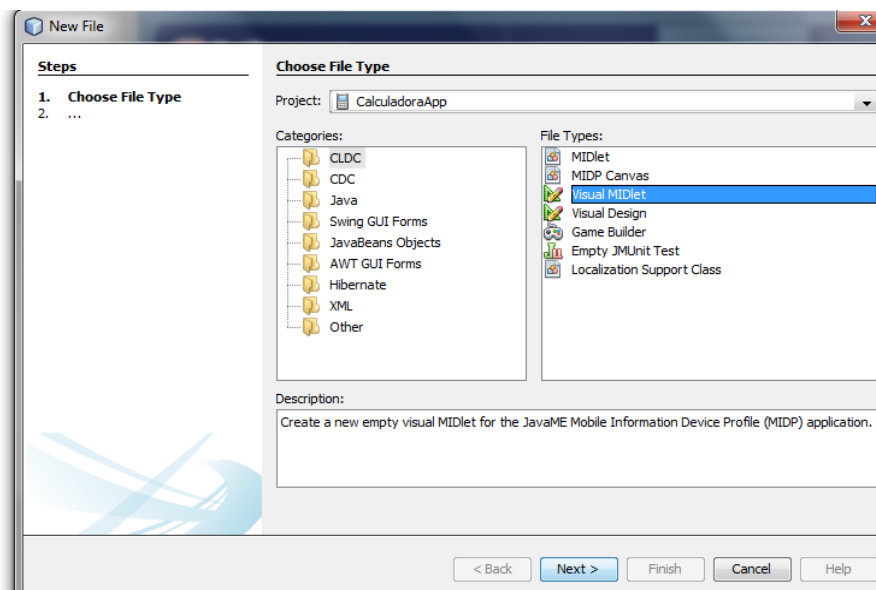 New File
Steps
1. Choose File Type
2. ...
Choose File Type
Project: CalculadoraApp
Categories:
CLDC
CDC
Java
Swing GUI Forms
JavaBeans Objects
AWT GUI Forms
Hibernate
XML
Other
File Types:
MIDlet
MIDP Canvas
Visual MIDlet
Visual Design
Game Builder
Empty JMUnit Test
Localization Support Class
Description:
Create a new empty visual MIDlet for the JavaME Mobile Information Device Profile (MIDP) application.
< Back Next > Finish Cancel Help